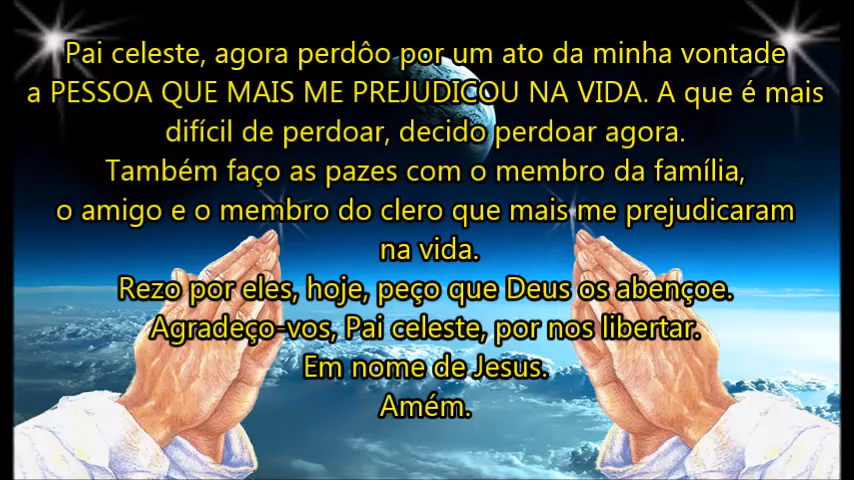 Pai celeste, agora perdôo por um ato da minha vontade
a PESSOA QUE MAIS ME PREJUDICOU NA VIDA. A que é mais
difícil de perdoar, decido perdoar agora.
Também faço as pazes com o membro da família,
o amigo e o membro do clero que mais me prejudicaram
na vida.
Rezo por eles, hoje, peço que Deus os abençoe.
Agradeço-vos, Pai celeste, por nos libertar.
Em nome de Jesus.
Amém.